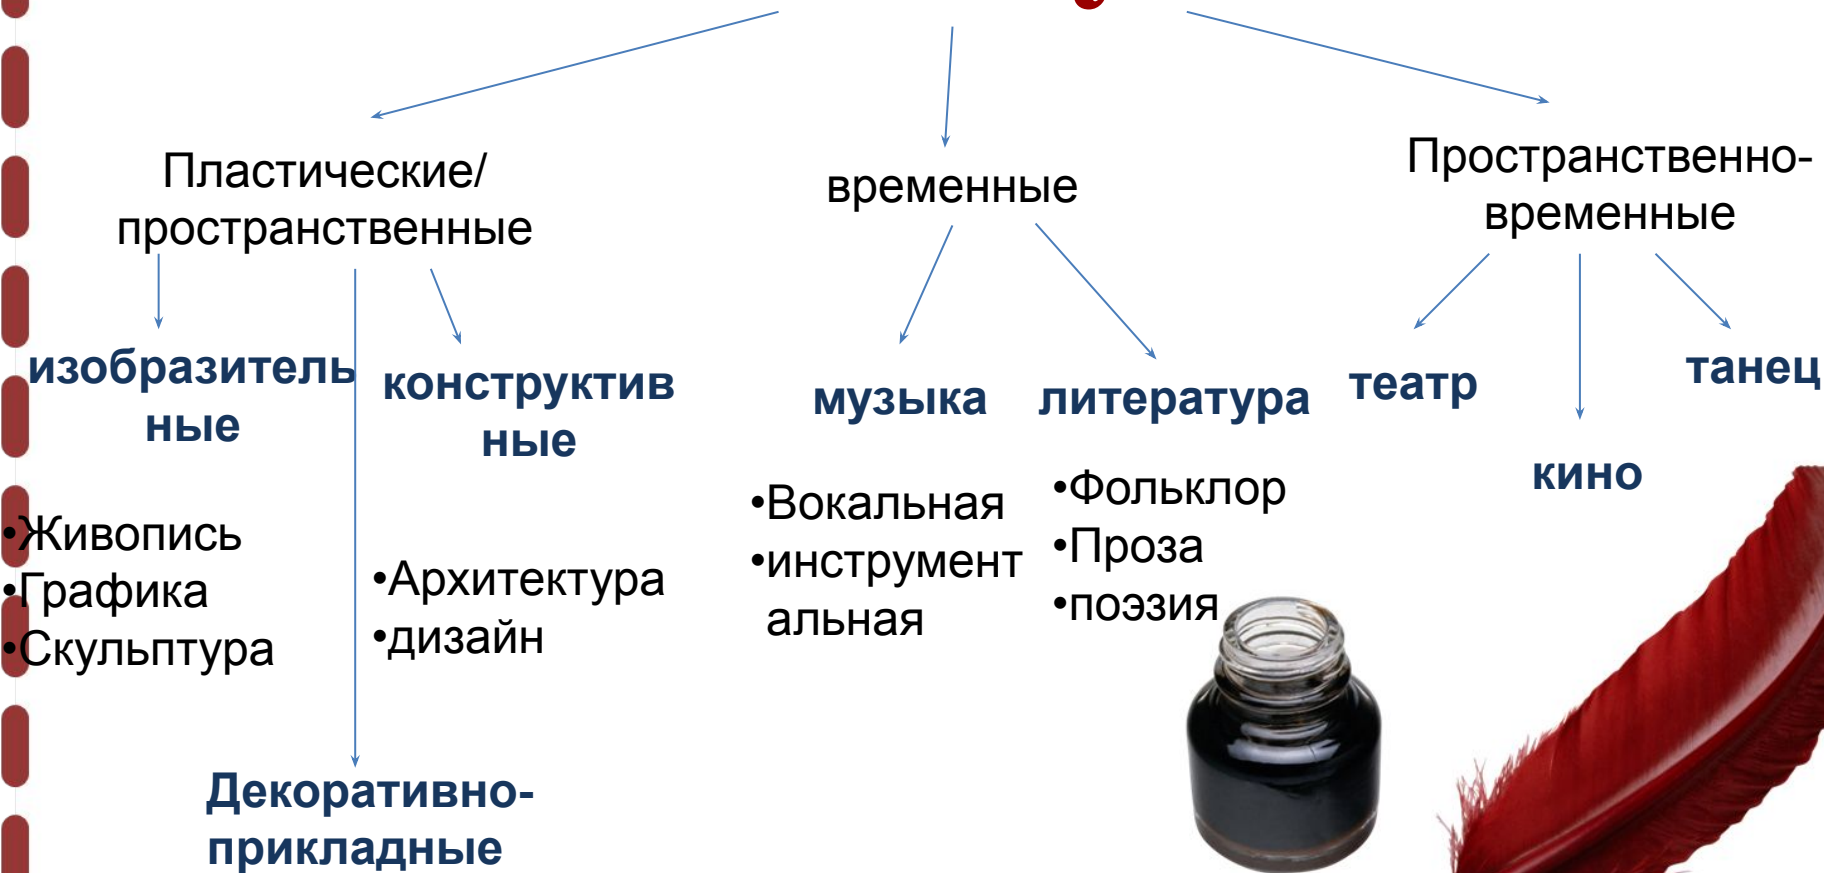 Пластические/
пространственные
временные
Пространственно-
временные
изобразитель
ные
конструктив
ные
музыка
литература
театр
танец
кино
•Живопись
•Графика
•Скульптура
•Архитектура
•дизайн
•Вокальная
•инструмент
альная
•Фольклор
•Проза
•поэзия
Декоративно-
прикладные